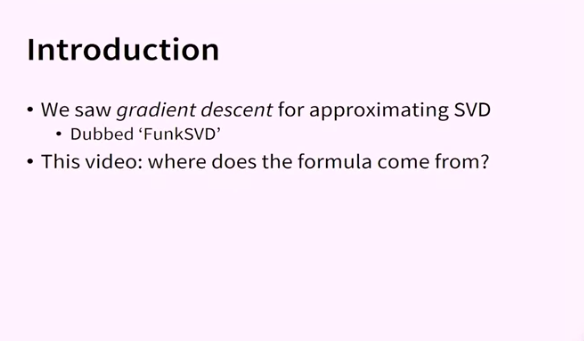 Introduction
• We saw gradient descent for approximating SVD
• Dubbed ‘FunkSVD’
• This video: where does the formula come from?